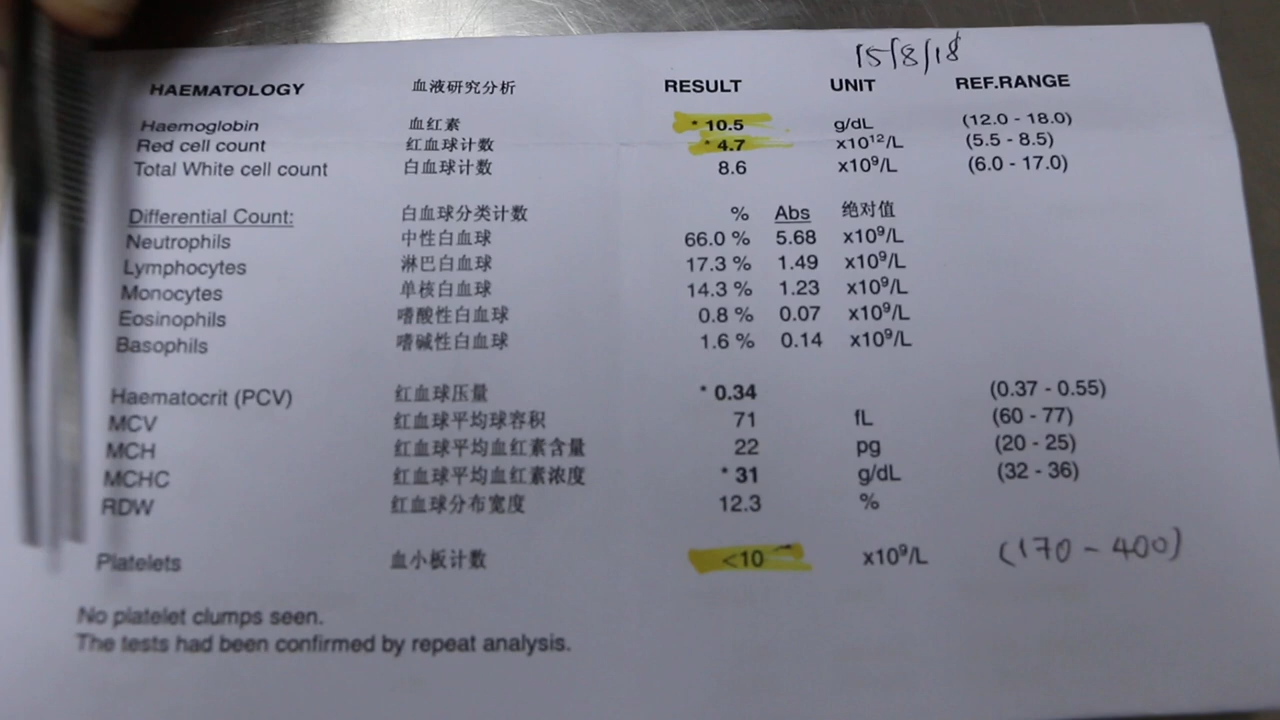 15/8/18
HAEMATOLOGY 血液研究分析 RESULT UNIT REF.RANGE
Haemoglobin 血红素 * 10.5 g/dL (12.0 - 18.0)
Red cell count 红血球计数 * 4.7 x10¹²/L (5.5 - 8.5)
Total White cell count 白血球计数 8.6 x10⁹/L (6.0 - 17.0)
Differential Count: 白血球分类计数 % Abs 绝对值
Neutrophils 中性白血球 66.0 % 5.68 x10⁹/L
Lymphocytes 淋巴白血球 17.3 % 1.49 x10⁹/L
Monocytes 单核白血球 14.3 % 1.23 x10⁹/L
Eosinophils 嗜酸性白血球 0.8 % 0.07 x10⁹/L
Basophils 嗜碱性白血球 1.6 % 0.14 x10⁹/L
Haematocrit (PCV) 红血球压量 * 0.34 (0.37 - 0.55)
MCV 红血球平均球容积 71 fL (60 - 77)
MCH 红血球平均血红素含量 22 pg (20 - 25)
MCHC 红血球平均血红素浓度 * 31 g/dL (32 - 36)
RDW 红血球分布宽度 12.3 %
Platelets 血小板计数 <10 x10⁹/L (170 - 400)
No platelet clumps seen.
The tests had been confirmed by repeat analysis.